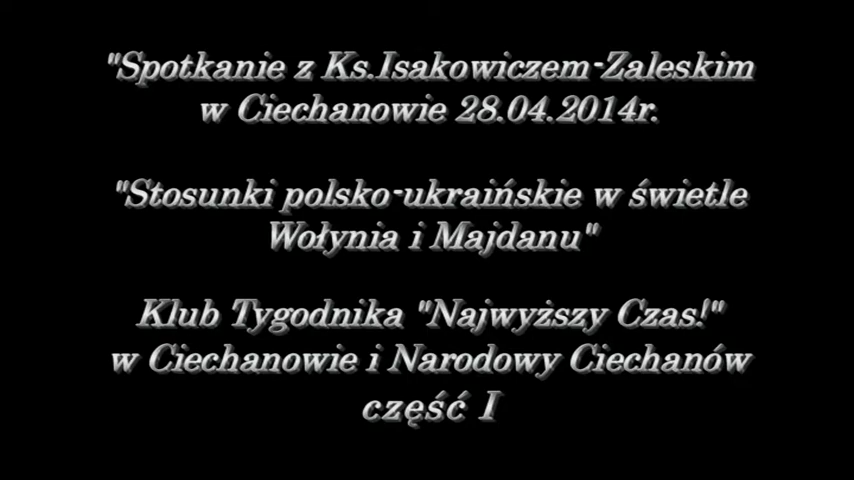 "Spotkanie z Ks.Isakowiczem-Zaleskim
w Ciechanowie 28.04.2014r.
"Stosunki polsko-ukraińskie w świetle
Wołynia i Majdanu"
Klub Tygodnika "Najwyższy Czas!"
w Ciechanowie i Narodowy Ciechanów
część I